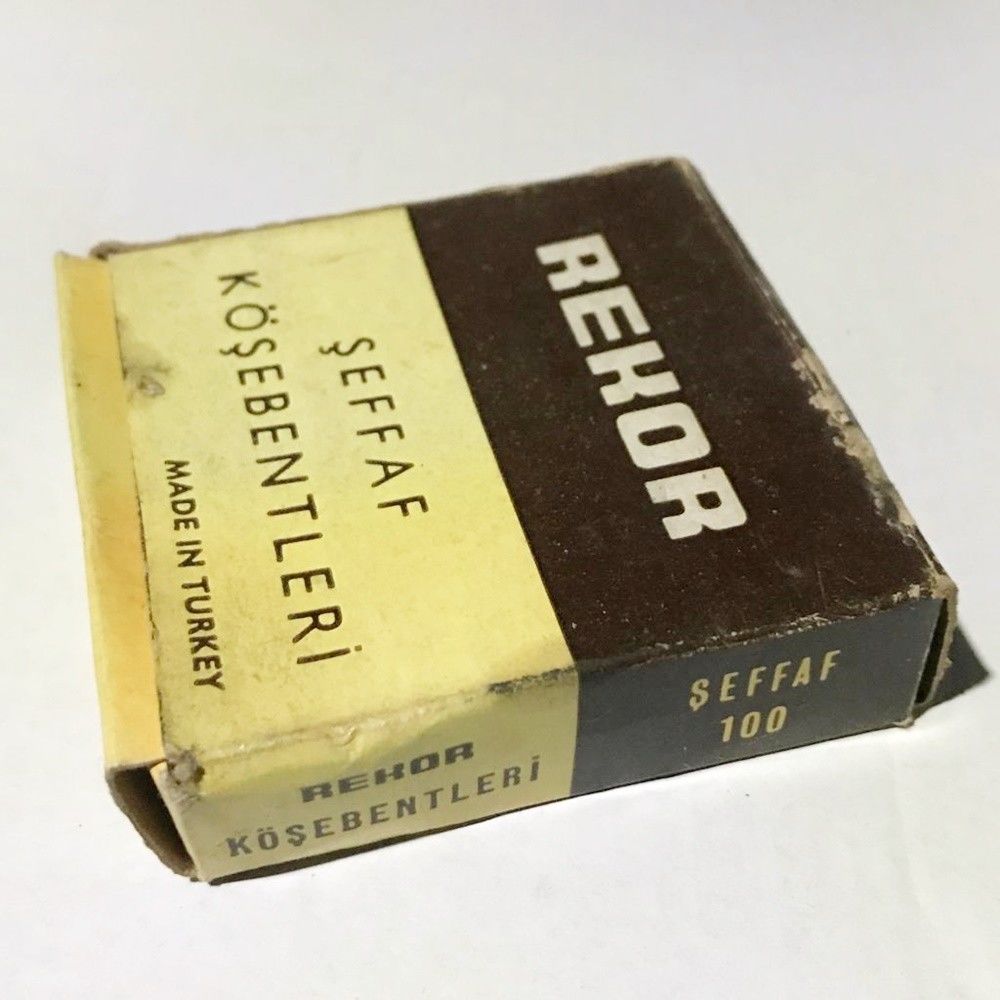 REKOR
ŞEFFAF
KÖŞEBENTLERİ
MADE IN TURKEY
REKOR
KÖŞEBENTLERİ
ŞEFFAF
100